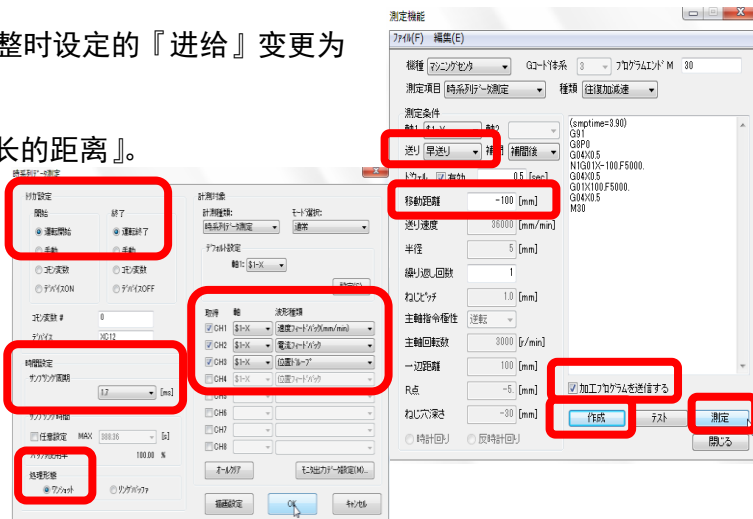 整时设定的『进给』变更为
长的距离』。
測定機能
ﾌｧｲﾙ(F) 編集(E)
機種 ﾏｼﾆﾝｸﾞｾﾝﾀ Gｺｰﾄﾞ体系 3 ﾌﾟﾛｸﾞﾗﾑｴﾝﾄﾞ M 30
測定項目 時系列ﾃﾞｰﾀ測定 種類 往復加減速
測定条件
送り 早送り 補間後
ﾄﾞｳｪﾙ 有効 0.5 [sec]
移動距離 -100 [mm]
送り速度 36000 [mm/min]
半径 5 [mm]
繰り返し回数 1
ねじﾋﾟｯﾁ 1.0 [mm]
主軸指令極性 逆転
主軸回転数 3000 [r/min]
一辺距離 100 [mm]
R点 -5. [mm]
ねじ穴深さ -30 [mm]
時計回り 反時計回り
(smptime=3.90)
G91
G8P0
G04X0.5
N1G01X-100.F5000.
G04X0.5
G01X100.F5000.
G04X0.5
M30
加工ﾌﾟﾛｸﾞﾗﾑを送信する
作成 ﾃｽﾄ 測定
閉じる
時系列ﾃﾞｰﾀ測定
ﾄﾘｶﾞ設定
開始 終了
運転開始 運転終了
手動 手動
ｺﾓﾝ変数 ｺﾓﾝ変数
ﾃﾞﾊﾞｲｽON ﾃﾞﾊﾞｲｽOFF
ｺﾓﾝ変数 # 0
ﾃﾞﾊﾞｲｽ XC12
時間設定
ｻﾝﾌﾟﾘﾝｸﾞ周期
1.7 [ms]
ｻﾝﾌﾟﾘﾝｸﾞ時間
任意設定 MAX 308.36 [s]
100.00 %
処理形態
ﾜﾝｼｮｯﾄ ﾘﾝｸﾞﾊﾞｯﾌｧ
計測対象
計測種類: ﾓｰﾄﾞ選択:
時系列ﾃﾞｰﾀ測定 通常
ﾃﾞﾌｫﾙﾄ設定
軸1: $1-X
取得 軸 波形種類
CH1 $1-X 速度ﾌｨｰﾄﾞﾊﾞｯｸ(mm/min)
CH2 $1-X 電流ﾌｨｰﾄﾞﾊﾞｯｸ
CH3 $1-X 位置ﾄﾞﾙｰﾌﾟ
CH4 $1-X 位置ﾌｨｰﾄﾞﾊﾞｯｸ
CH6
CH7
CH8
ｵｰﾙｸﾘｱ ﾓﾆﾀ出力ﾃﾞｰﾀ設定(M)...
描画設定 OK ｷｬﾝｾﾙ